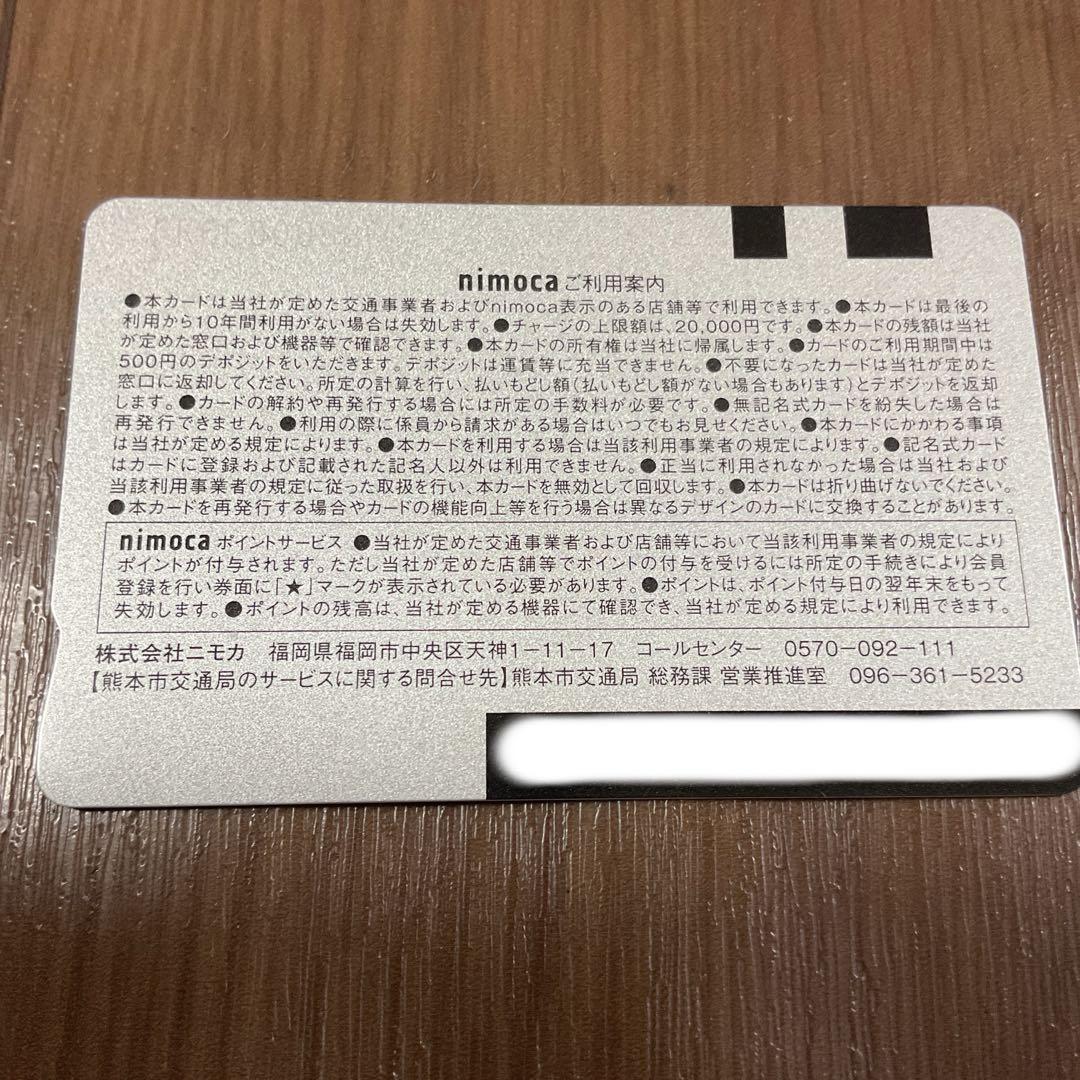 nimocaご利用案内
●本カードは当社が定めた交通事業者およびnimoca表示のある店舗等で利用できます。●本カードは最後の
利用から10年間利用がない場合は失効します。●チャージの上限額は、20,000円です。●本カードの残額は当社
が定めた窓口および機器等で確認できます。●本カードの所有権は当社に帰属します。●カードのご利用期間中は
500円のデポジットをいただきます。デポジットは運賃等に充当できません。●不要になったカードは当社が定めた
窓口に返却してください。所定の計算を行い、払いもどし額(払いもどし額がない場合もあります)とデポジットを返却
します。●カードの解約や再発行する場合には所定の手数料が必要です。●無記名式カードを紛失した場合は
再発行できません。●利用の際に係員から請求がある場合はいつでもお見せください。●本カードにかかわる事項
は当社が定める規定によります。●本カードを利用する場合は当該利用事業者の規定によります。●記名式カード
はカードに登録および記載された記名人以外は利用できません。●正当に利用されなかった場合は当社および
当該利用事業者の規定に従った取扱を行い、本カードを無効として回収します。●本カードは折り曲げないでください。
●本カードを再発行する場合やカードの機能向上等を行う場合は異なるデザインのカードに交換することがあります。
nimocaポイントサービス ●当社が定めた交通事業者および店舗等において当該利用事業者の規定により
ポイントが付与されます。ただし当社が定めた店舗等でポイントの付与を受けるには所定の手続きにより会員
登録を行い券面に「★」マークが表示されている必要があります。●ポイントは、ポイント付与日の翌年末をもって
失効します。●ポイントの残高は、当社が定める機器にて確認でき、当社が定める規定により利用できます。
株式会社ニモカ 福岡県福岡市中央区天神1-11-17 コールセンター 0570-092-111
【熊本市交通局のサービスに関する問合せ先】熊本市交通局 総務課 営業推進室 096-361-5233